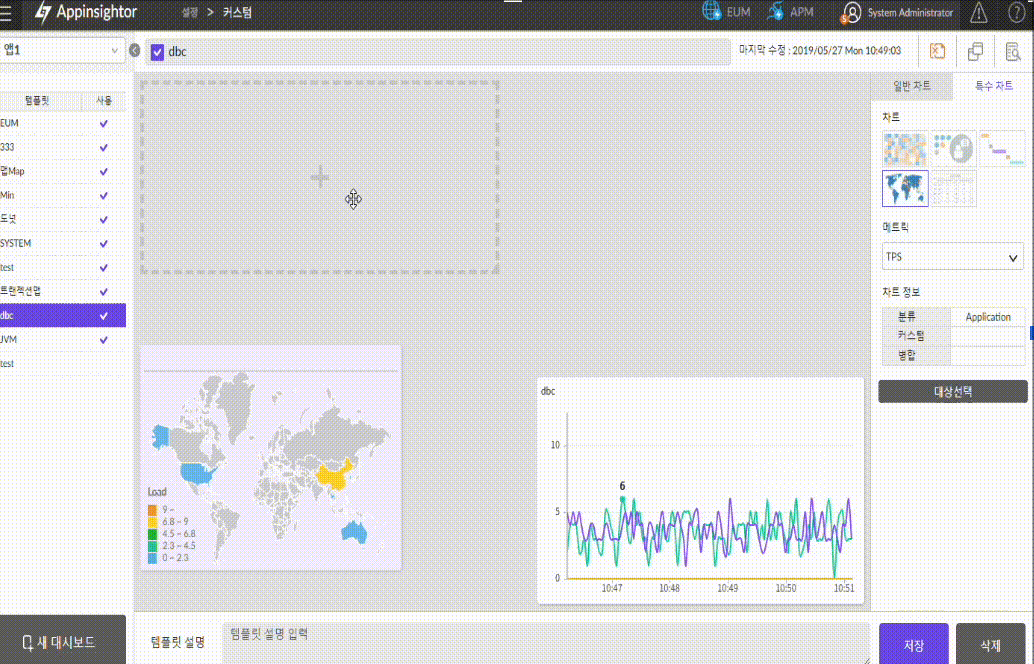 Appinsightor
설정 > 커스텀
EUM
APM
System Administrator
앱1
dbc
마지막 수정 : 2019/05/27 Mon 10:49:03
템플릿 사용
EUM
333
맵Map
Min
도넛
SYSTEM
test
트랜젝션맵
dbc
JVM
test
일반 차트
특수 차트
차트
메트릭
TPS
차트 정보
분류 Application
커스텀
병합
대상선택
Load
9 ~
6.8 ~ 9
4.5 ~ 6.8
2.3 ~ 4.5
0 ~ 2.3
dbc
10
6
5
0
10:47 10:48 10:49 10:50 10:51
새 대시보드
템플릿 설명
템플릿 설명 입력
저장
삭제